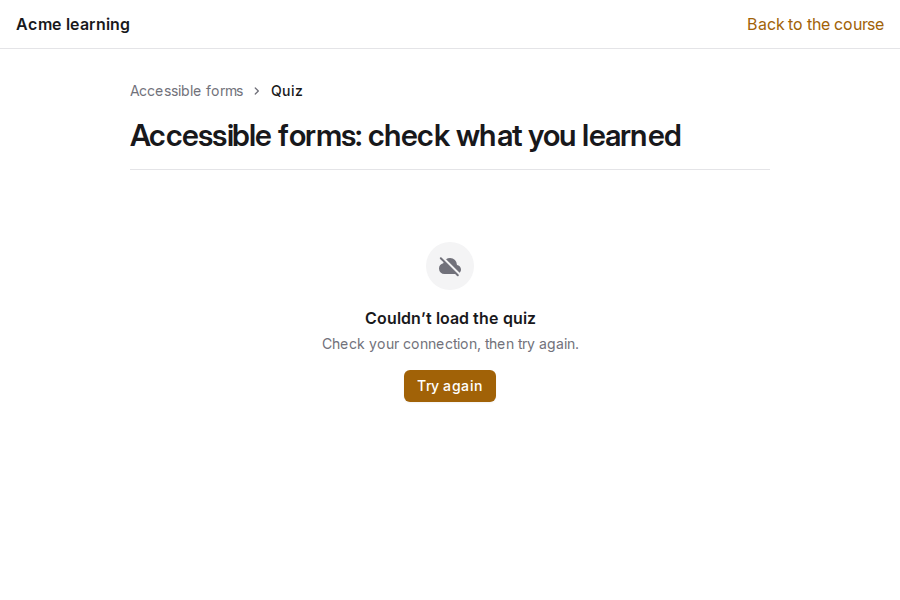 Acme learning
Back to the course
Accessible forms > Quiz
Accessible forms: check what you learned
Couldn’t load the quiz
Check your connection, then try again.
Try again